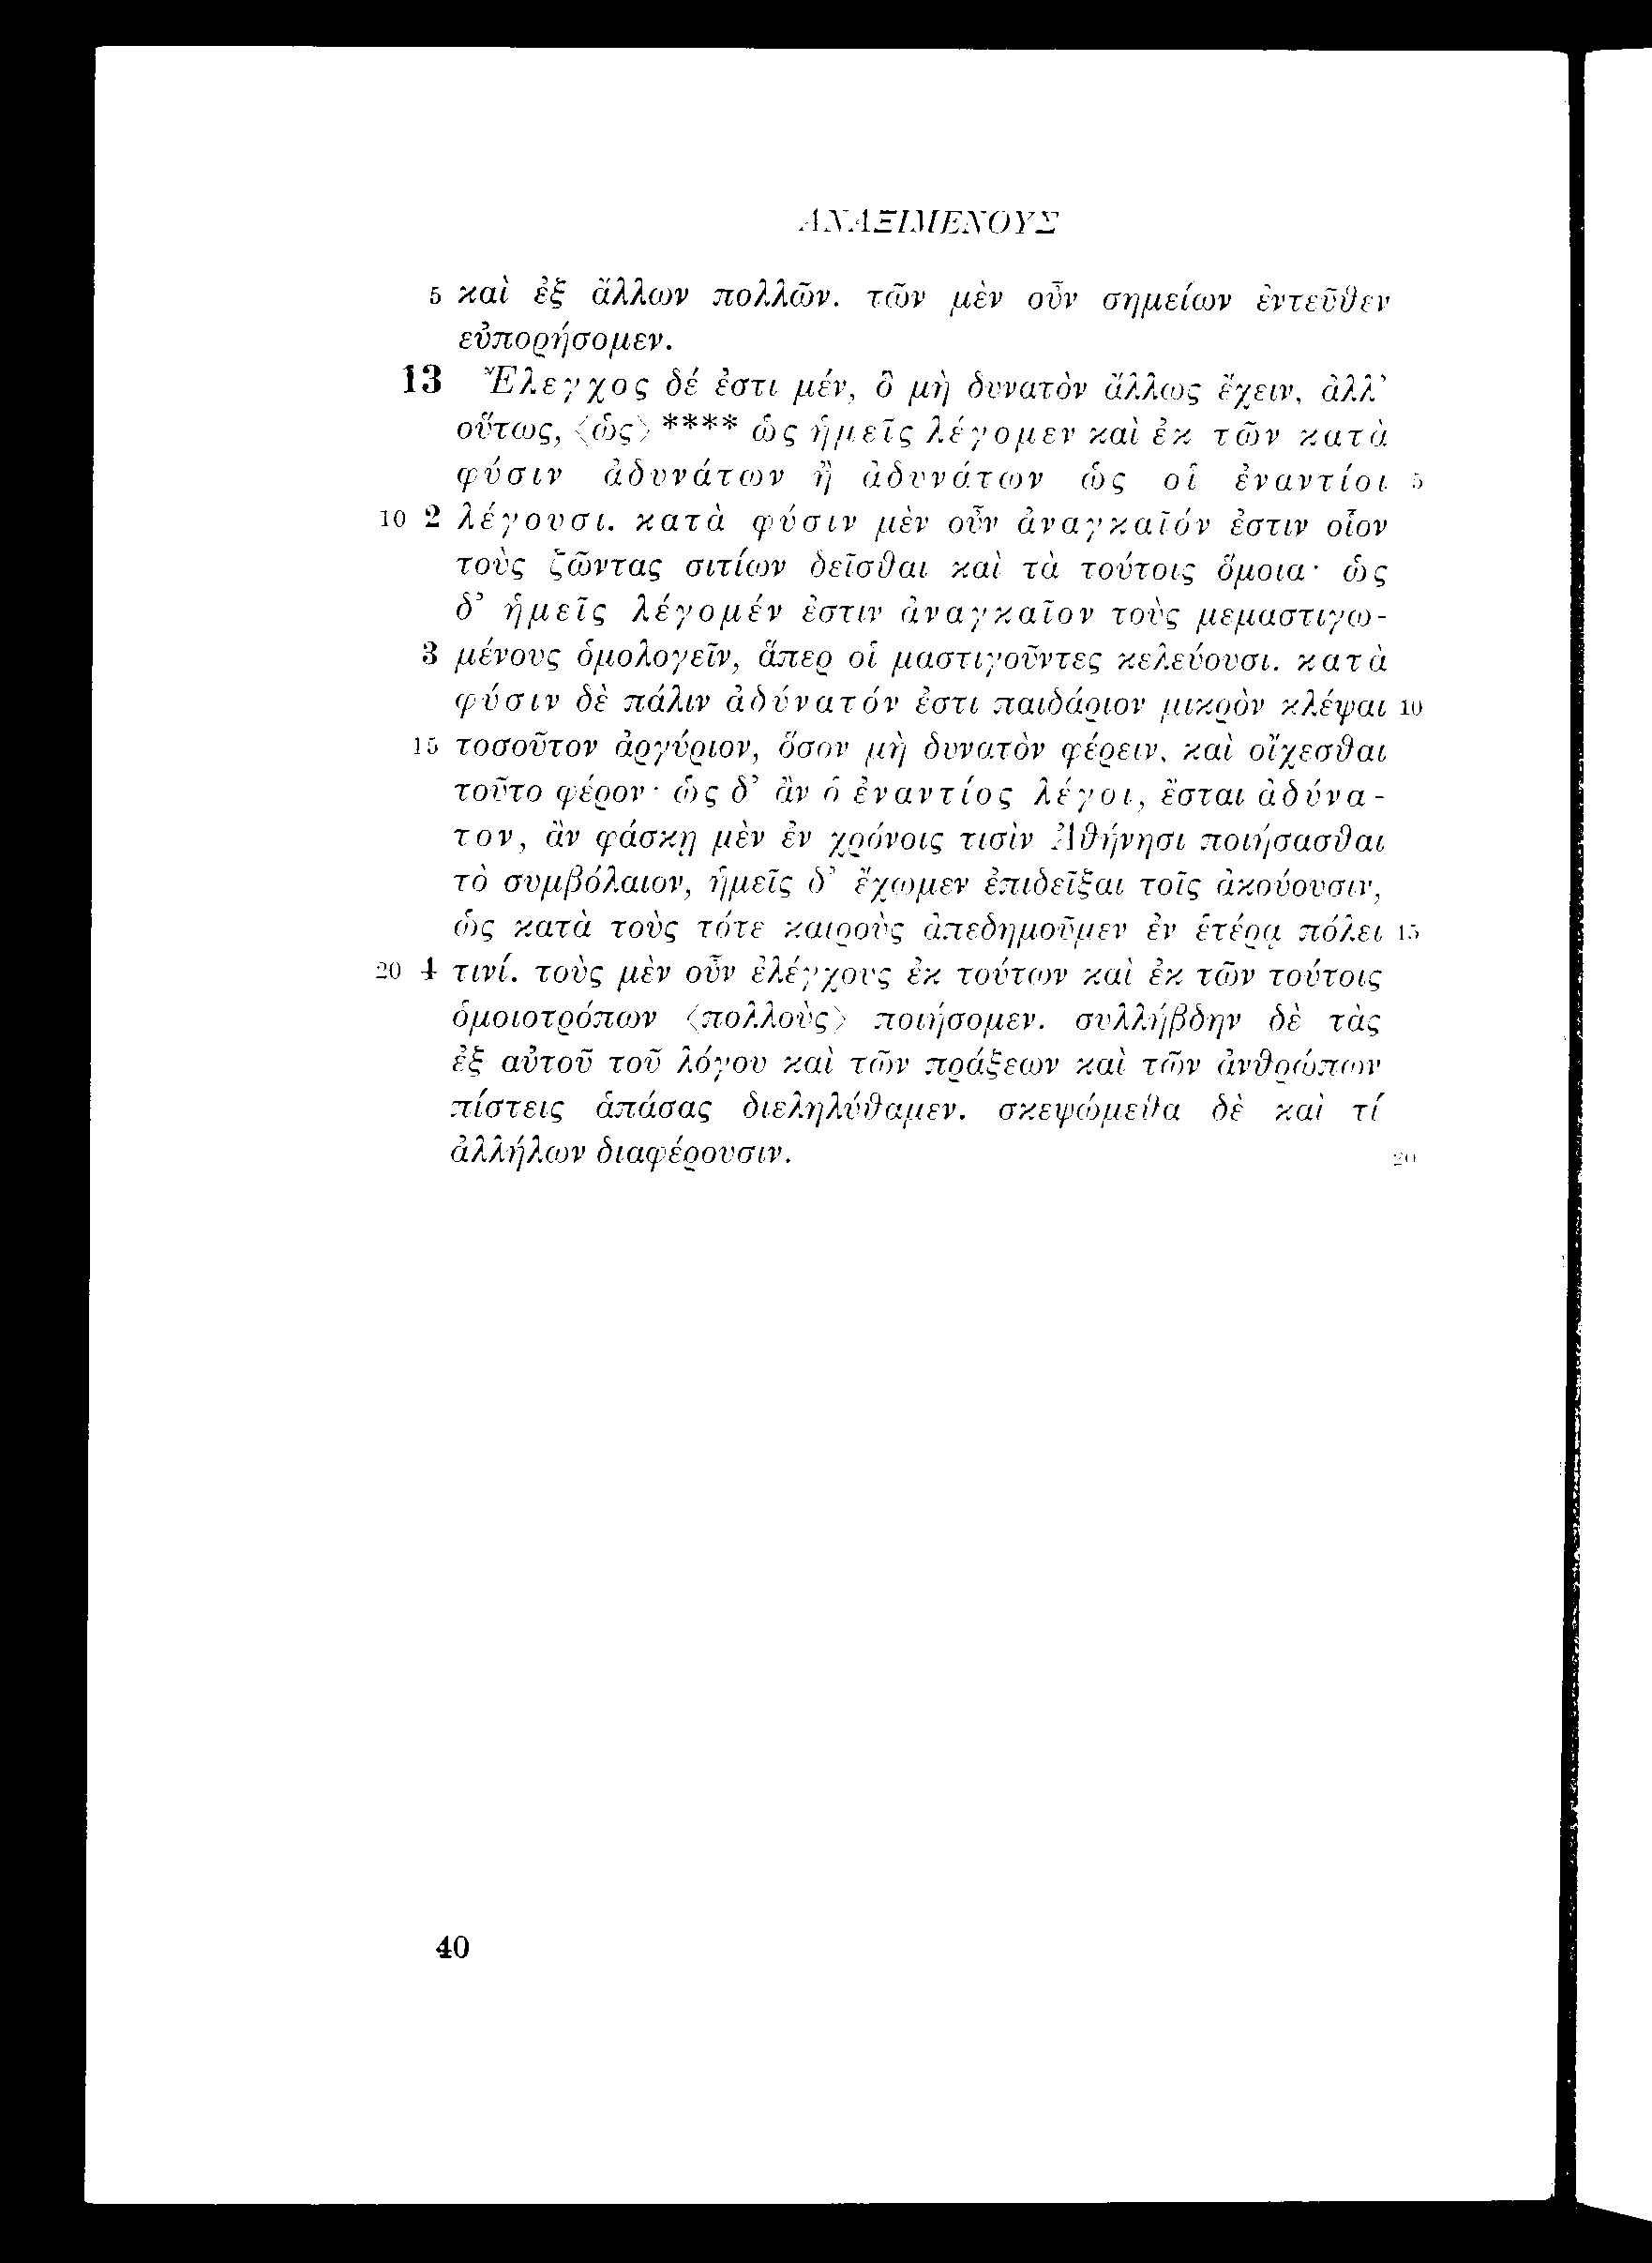 ΑΝΑΞΙΜΕΝΟΥΣ
5 καὶ ἐξ ἄλλων πολλῶν. τῶν μὲν οὖν σημείων ἐντεῦθεν
εὐπορήσομεν.
13 Ἔλεγχος δέ ἐστι μέν, ὃ μὴ δυνατὸν ἄλλως ἔχειν, ἀλλ’
οὕτως, ⟨ὡς⟩ **** ὡς ἡμεῖς λέγομεν καὶ ἐκ τῶν κατὰ
φύσιν ἀδυνάτων ἢ ἀδυνάτων ὡς οἱ ἐναντίοι 5
10 2 λέγουσι. κατὰ φύσιν μὲν οὖν ἀναγκαῖόν ἐστιν οἷον
τοὺς ζῶντας σιτίων δεῖσθαι καὶ τὰ τούτοις ὅμοια· ὡς
δ’ ἡμεῖς λέγομέν ἐστιν ἀναγκαῖον τοὺς μεμαστιγω-
3 μένους ὁμολογεῖν, ἅπερ οἱ μαστιγοῦντες κελεύουσι. κατὰ
φύσιν δὲ πάλιν ἀδύνατόν ἐστι παιδάριον μικρὸν κλέψαι 10
15 τοσοῦτον ἀργύριον, ὅσον μὴ δυνατὸν φέρειν, καὶ οἴχεσθαι
τοῦτο φέρον· ὡς δ’ ἂν ὁ ἐναντίος λέγοι, ἔσται ἀδύνα-
τον, ἂν φάσκῃ μὲν ἐν χρόνοις τισὶν Ἀθήνησι ποιήσασθαι
τὸ συμβόλαιον, ἡμεῖς δ’ ἔχωμεν ἐπιδεῖξαι τοῖς ἀκούουσιν,
ὡς κατὰ τοὺς τότε καιροὺς ἀπεδημοῦμεν ἐν ἑτέρᾳ πόλει 15
20 4 τινί. τοὺς μὲν οὖν ἐλέγχους ἐκ τούτων καὶ ἐκ τῶν τούτοις
ὁμοιοτρόπων ⟨πολλοὺς⟩ ποιήσομεν. συλλήβδην δὲ τὰς
ἐξ αὐτοῦ τοῦ λόγου καὶ τῶν πράξεων καὶ τῶν ἀνθρώπων
πίστεις ἁπάσας διεληλύθαμεν. σκεψώμεθα δὲ καὶ τί
ἀλλήλων διαφέρουσιν. 20
40